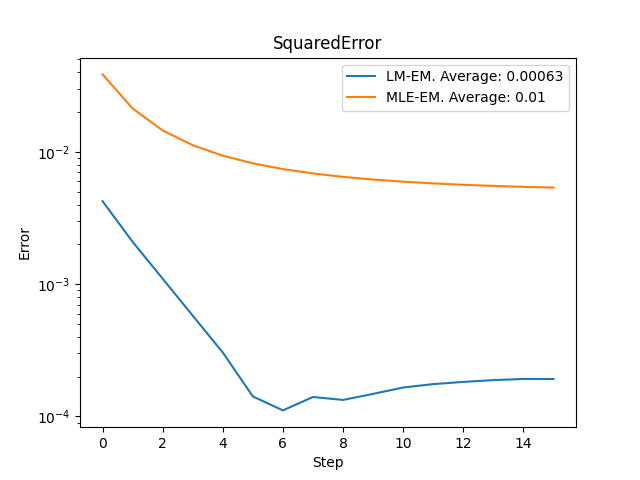 SquaredError
LM-EM. Average: 0.00063
MLE-EM. Average: 0.01
10⁻²
10⁻³
10⁻⁴
Error
0 2 4 6 8 10 12 14
Step